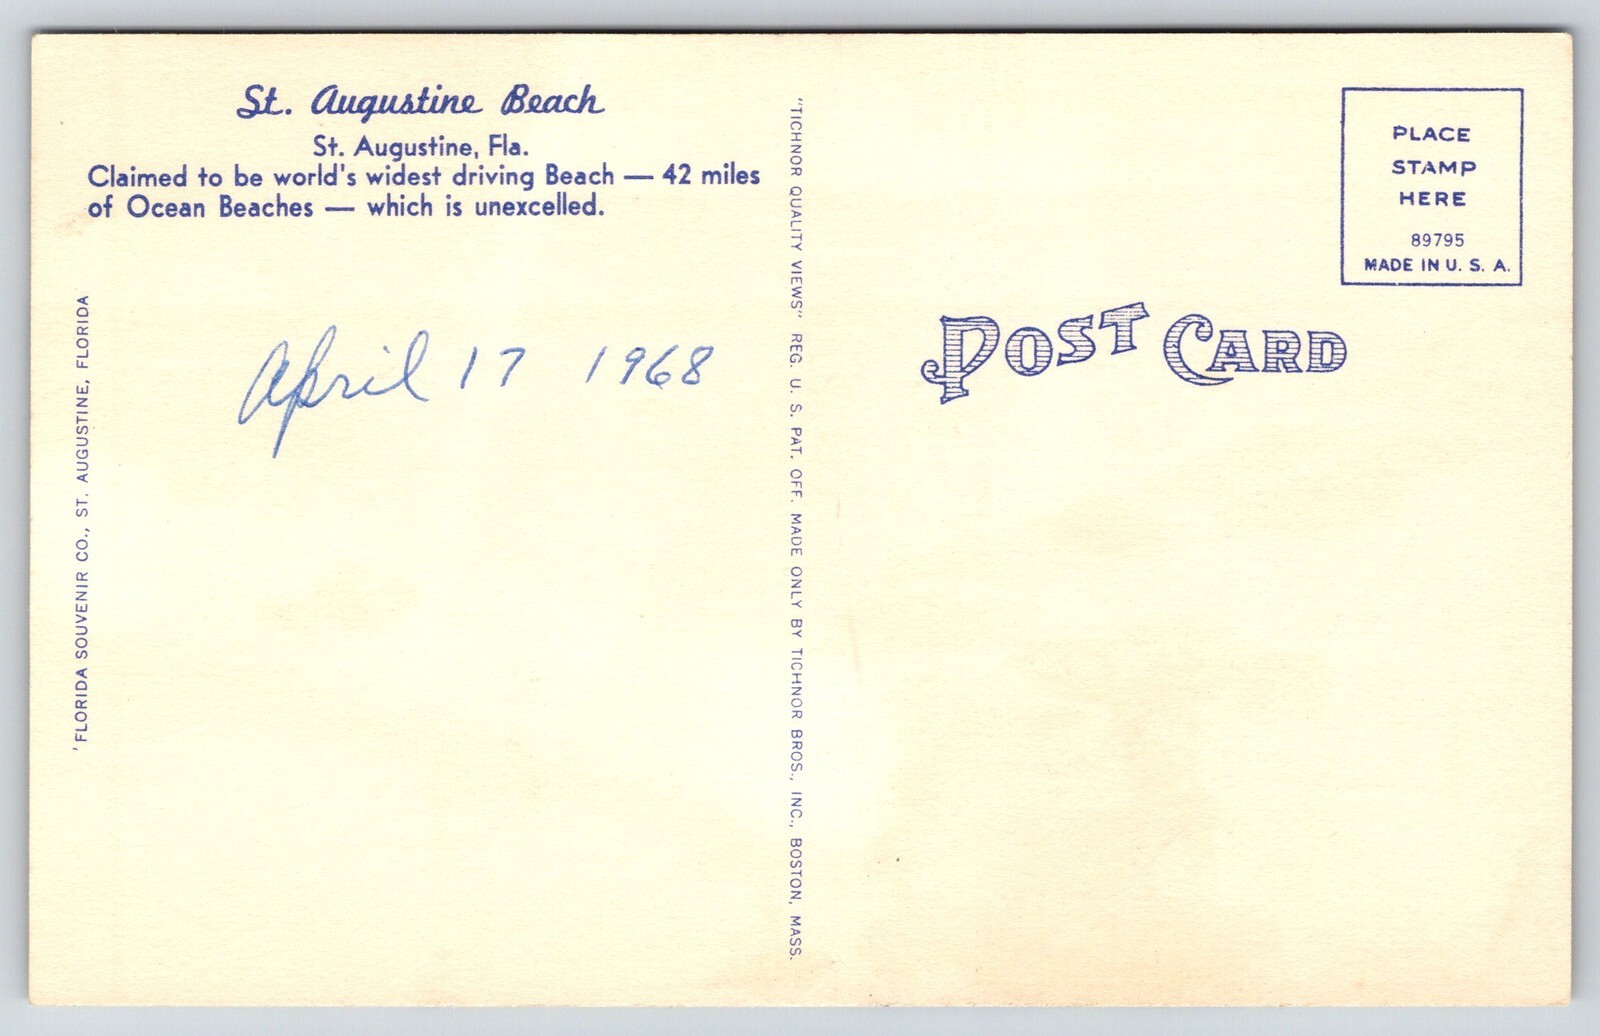 St. Augustine Beach
St. Augustine, Fla.
Claimed to be world's widest driving Beach — 42 miles
of Ocean Beaches — which is unexcelled.
'FLORIDA SOUVENIR CO., ST. AUGUSTINE, FLORIDA
April 17 1968
"TICHNOR QUALITY VIEWS" REG. U. S. PAT. OFF. MADE ONLY BY TICHNOR BROS., INC., BOSTON, MASS.
PLACE
STAMP
HERE
89795
MADE IN U. S. A.
POST CARD